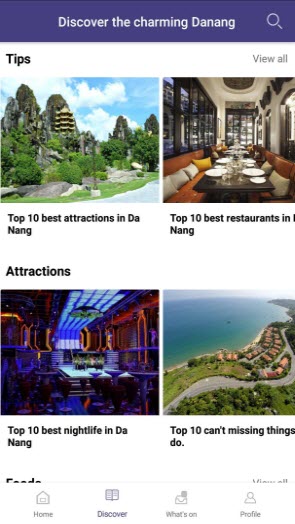 Discover the charming Danang
Tips View all
Top 10 best attractions in Da
Nang
Top 10 best restaurants in
Nang
Attractions
Top 10 best nightlife in Da
Nang
Top 10 can't missing things
do.
Foods View all
Home Discover What's on Profile